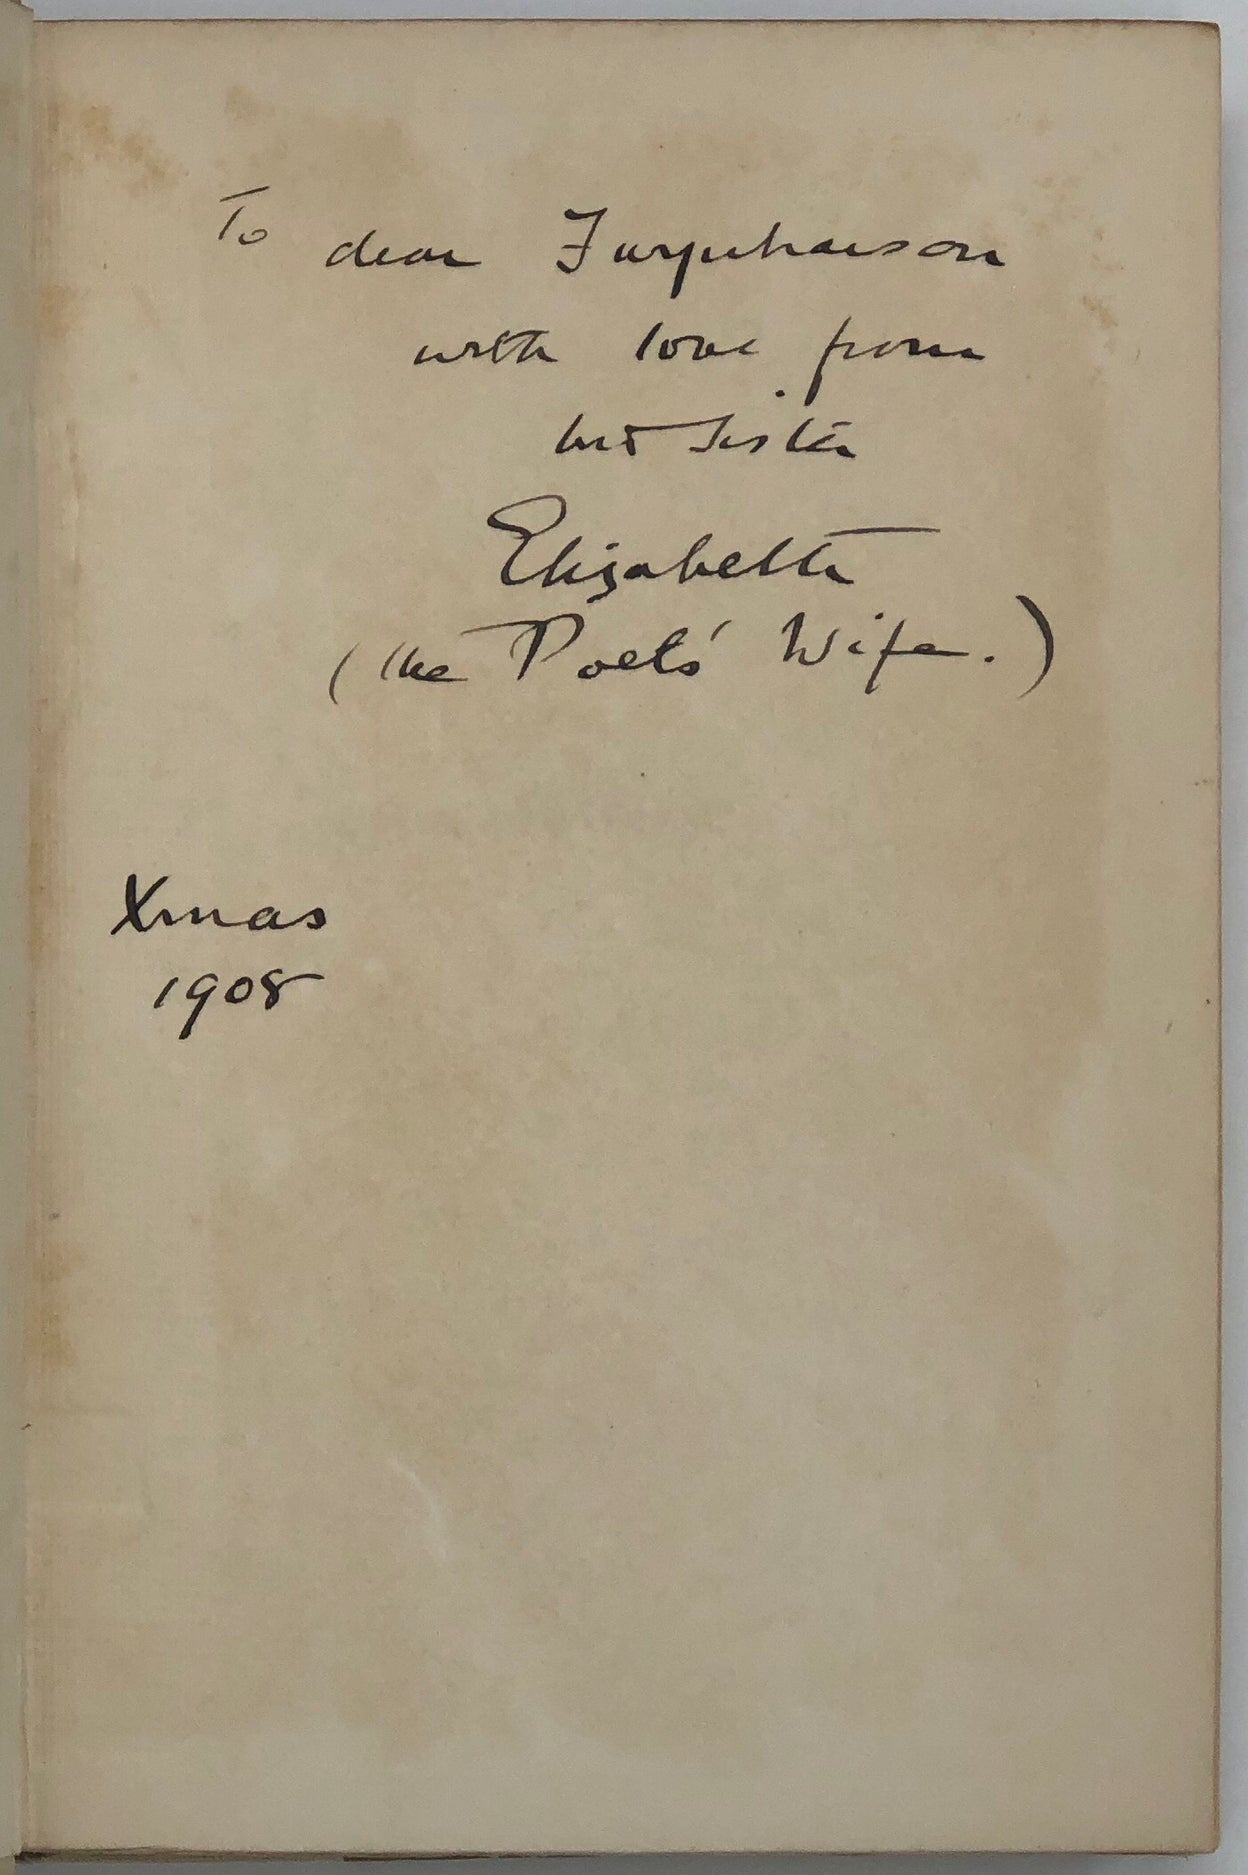 To dear Farquharson
with love from
his sister
Elizabeth
(the Poets' Wife.)
Xmas
1908